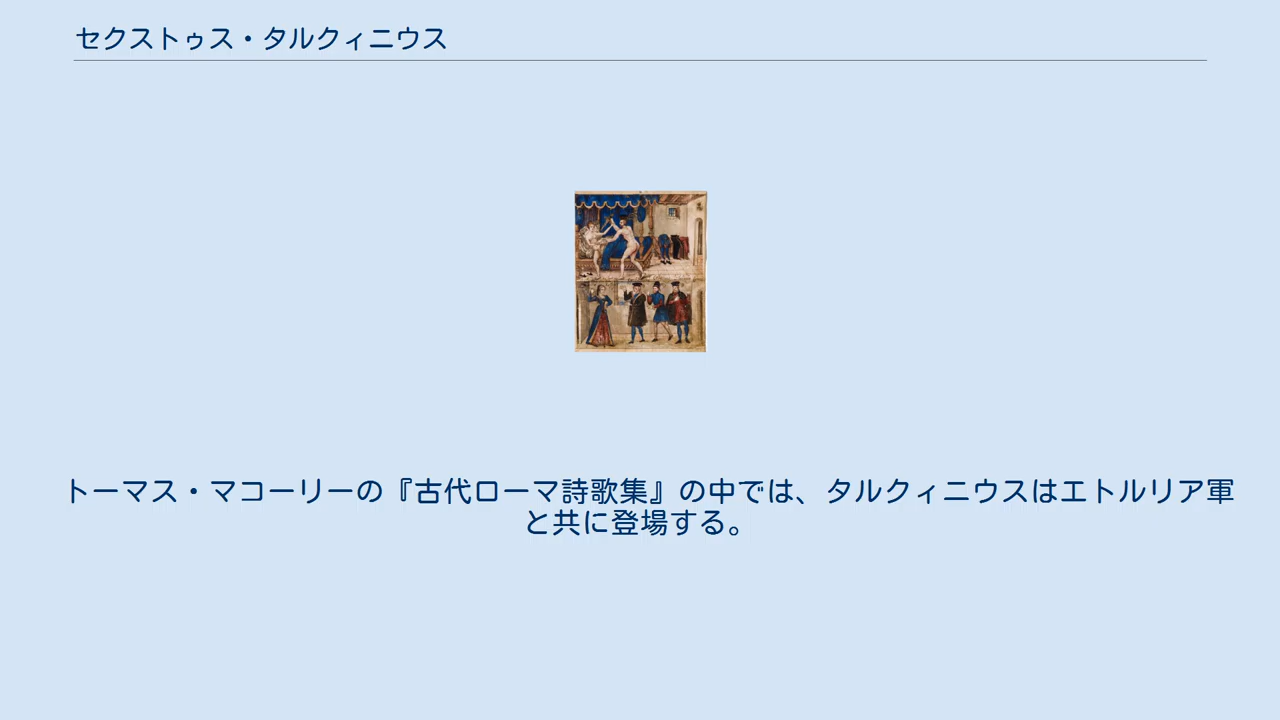 セクストゥス・タルクィニウス
トーマス・マコーリーの『古代ローマ詩歌集』の中では、タルクィニウスはエトルリア軍
と共に登場する。